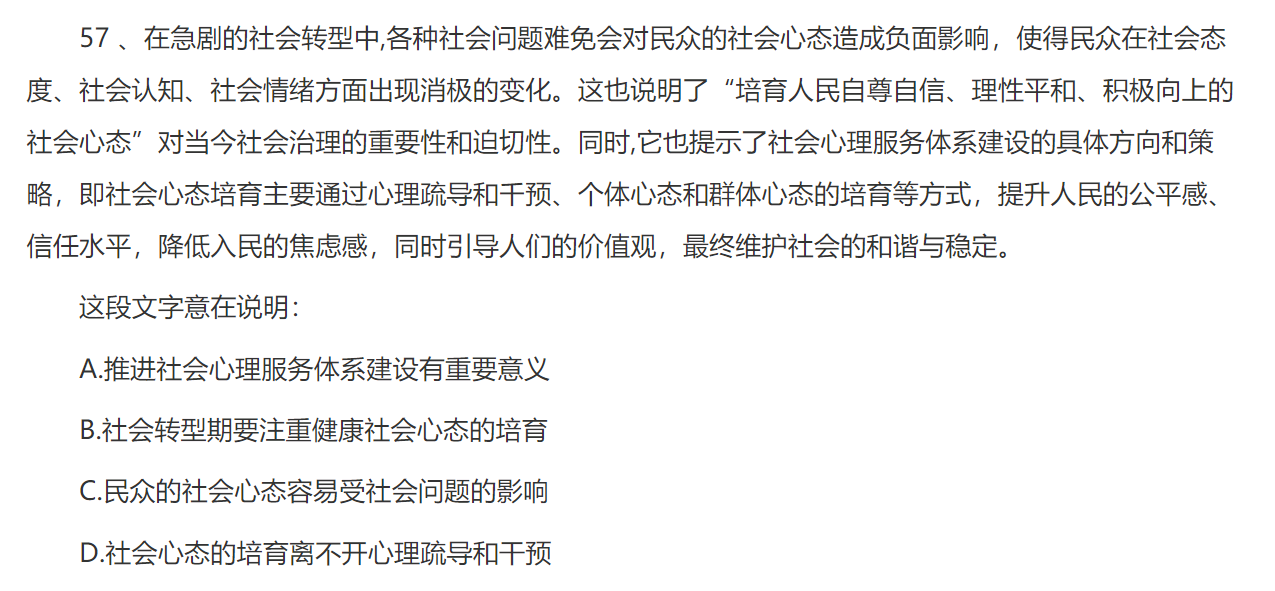 57 、在急剧的社会转型中,各种社会问题难免会对民众的社会心态造成负面影响，使得民众在社会态
度、社会认知、社会情绪方面出现消极的变化。这也说明了“培育人民自尊自信、理性平和、积极向上的
社会心态”对当今社会治理的重要性和迫切性。同时,它也提示了社会心理服务体系建设的具体方向和策
略，即社会心态培育主要通过心理疏导和千预、个体心态和群体心态的培育等方式，提升人民的公平感、
信任水平，降低入民的焦虑感，同时引导人们的价值观，最终维护社会的和谐与稳定。
这段文字意在说明：
A.推进社会心理服务体系建设有重要意义
B.社会转型期要注重健康社会心态的培育
C.民众的社会心态容易受社会问题的影响
D.社会心态的培育离不开心理疏导和干预